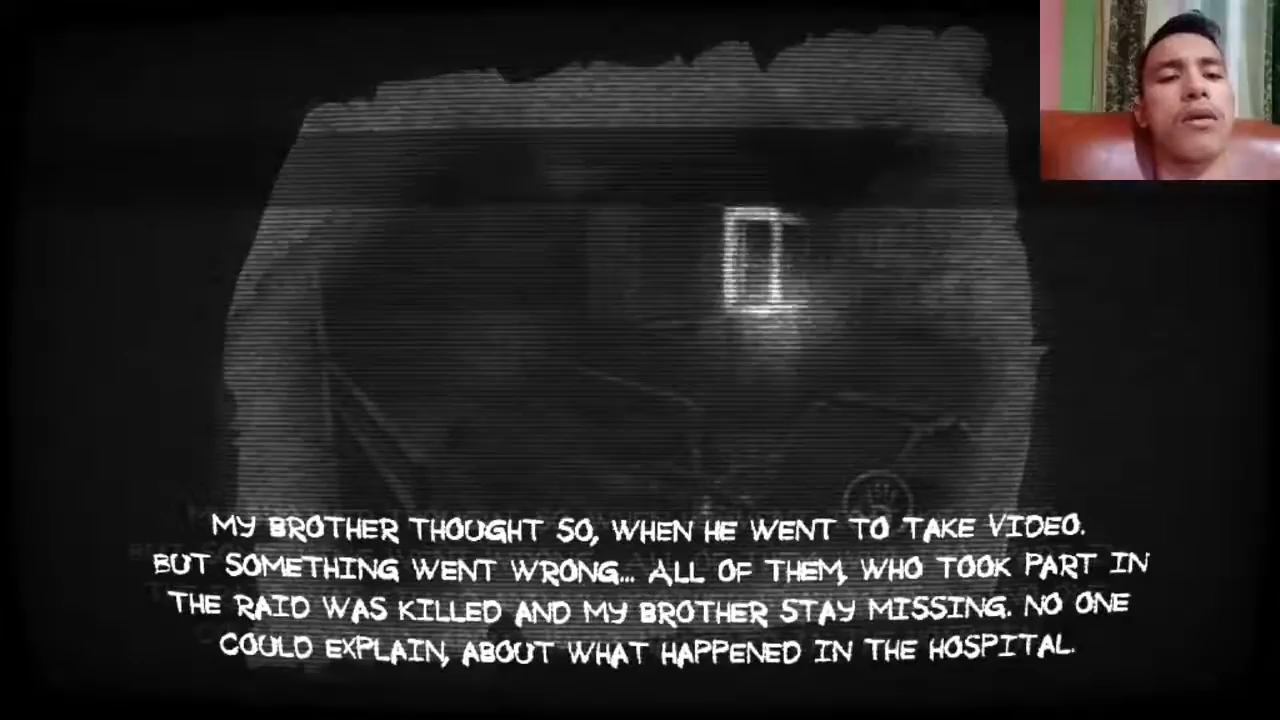 MY BROTHER THOUGHT SO, WHEN HE WENT TO TAKE VIDEO.
BUT SOMETHING WENT WRONG... ALL OF THEM, WHO TOOK PART IN
THE RAID WAS KILLED AND MY BROTHER STAY MISSING. NO ONE
COULD EXPLAIN, ABOUT WHAT HAPPENED IN THE HOSPITAL.